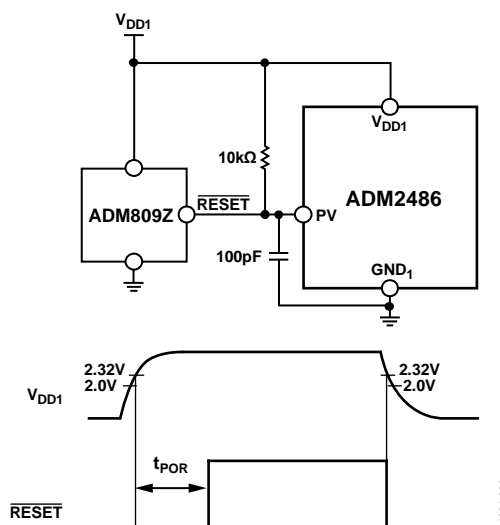 VDD1
10kΩ
VDD1
ADM2486
ADM809Z
RESET
PV
100pF
GND1
2.32V
2.0V
VDD1
2.32V
2.0V
tPOR
RESET